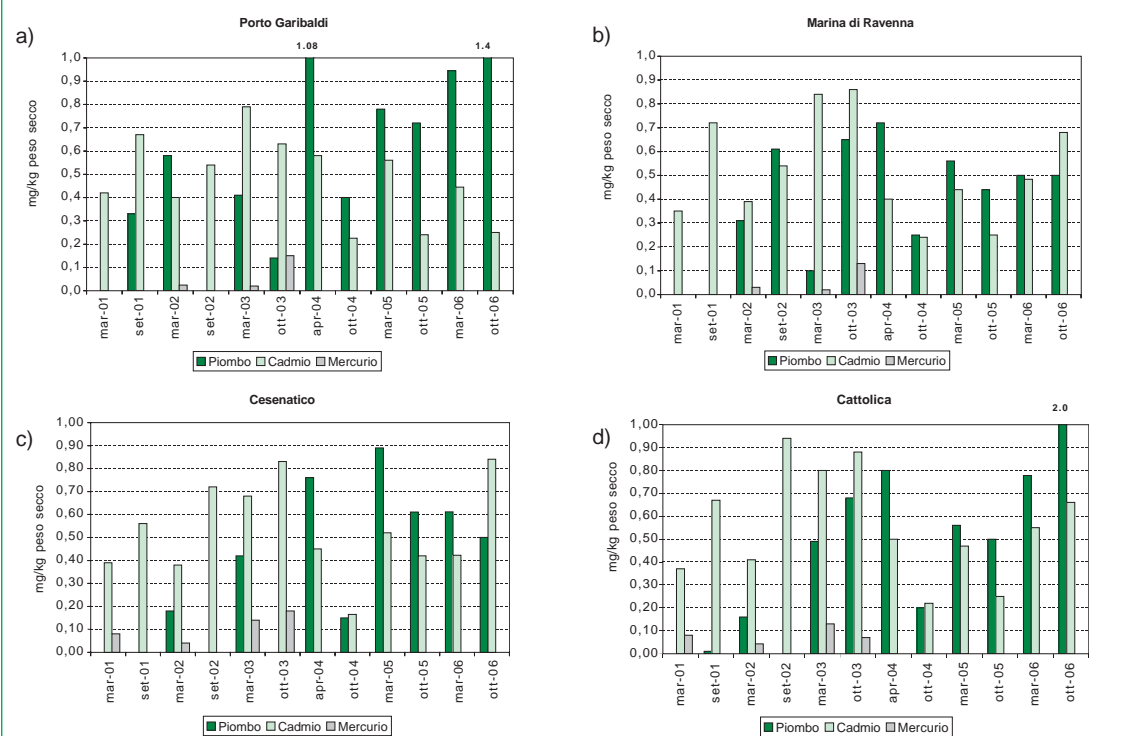 Porto Garibaldi
a)
1.08
1.4
mg/kg peso secco
1,0
0,9
0,8
0,7
0,6
0,5
0,4
0,3
0,2
0,1
0,0
mar-01
set-01
mar-02
set-02
mar-03
ott-03
apr-04
ott-04
mar-05
ott-05
mar-06
ott-06
Piombo Cadmio Mercurio
Marina di Ravenna
b)
mg/kg peso secco
1,0
0,9
0,8
0,7
0,6
0,5
0,4
0,3
0,2
0,1
0,0
mar-01
set-01
mar-02
set-02
mar-03
ott-03
apr-04
ott-04
mar-05
ott-05
mar-06
ott-06
Piombo Cadmio Mercurio
Cesenatico
c)
mg/kg peso secco
1,00
0,90
0,80
0,70
0,60
0,50
0,40
0,30
0,20
0,10
0,00
mar-01
set-01
mar-02
set-02
mar-03
ott-03
apr-04
ott-04
mar-05
ott-05
mar-06
ott-06
Piombo Cadmio Mercurio
Cattolica
d)
2.0
mg/kg peso secco
1,00
0,90
0,80
0,70
0,60
0,50
0,40
0,30
0,20
0,10
0,00
mar-01
set-01
mar-02
set-02
mar-03
ott-03
apr-04
ott-04
mar-05
ott-05
mar-06
ott-06
Piombo Cadmio Mercurio